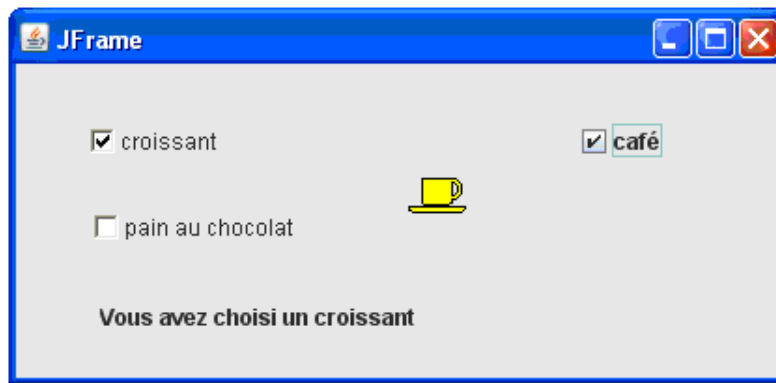 JFrame
croissant
café
pain au chocolat
Vous avez choisi un croissant